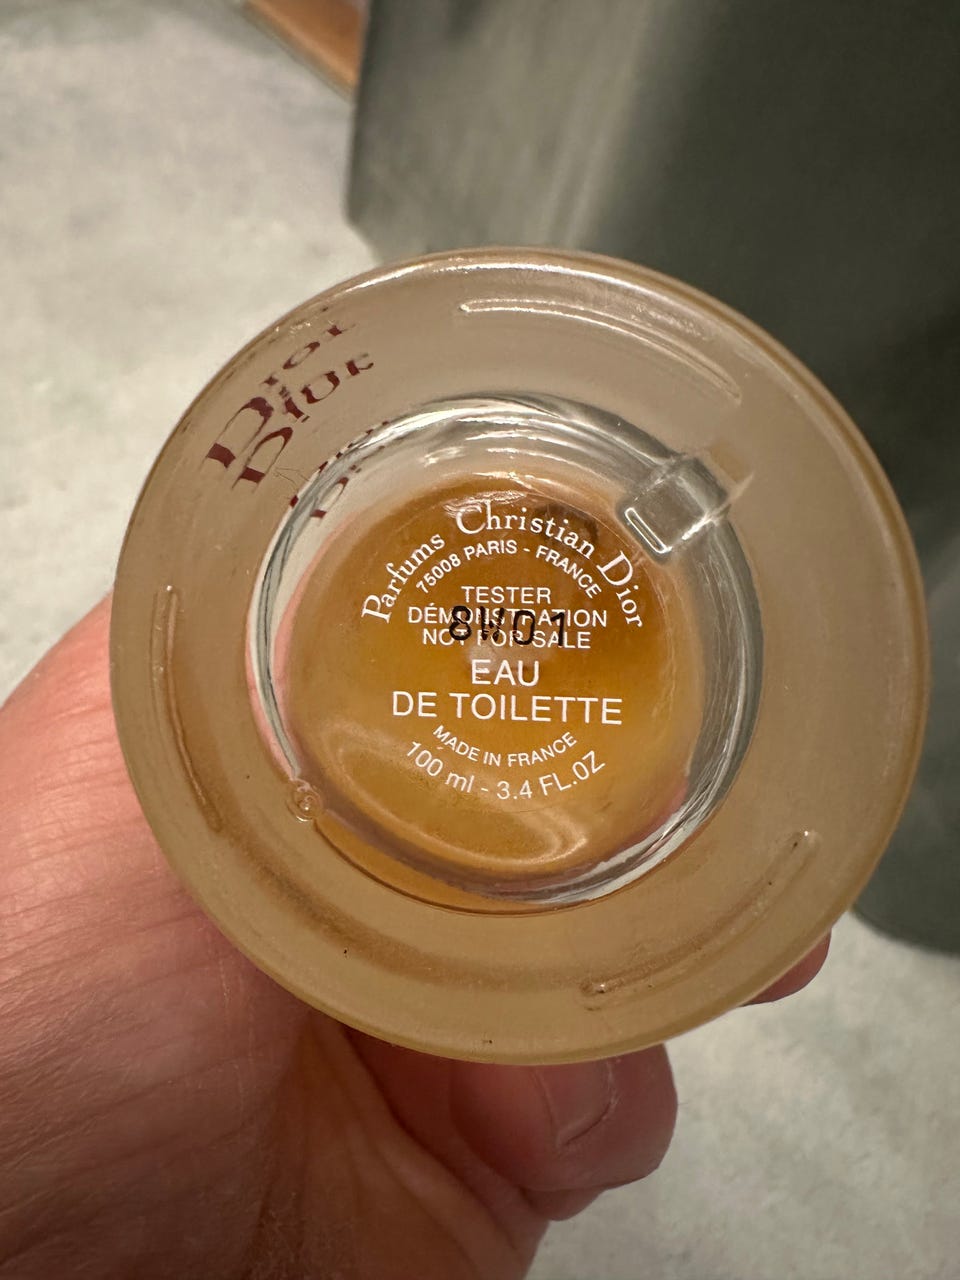 Dior
Dior
Parfums Christian Dior
75008 PARIS - FRANCE
TESTER
DÉMONSTRATION
8W01
NOT FOR SALE
EAU
DE TOILETTE
MADE IN FRANCE
100 ml - 3.4 FL.OZ